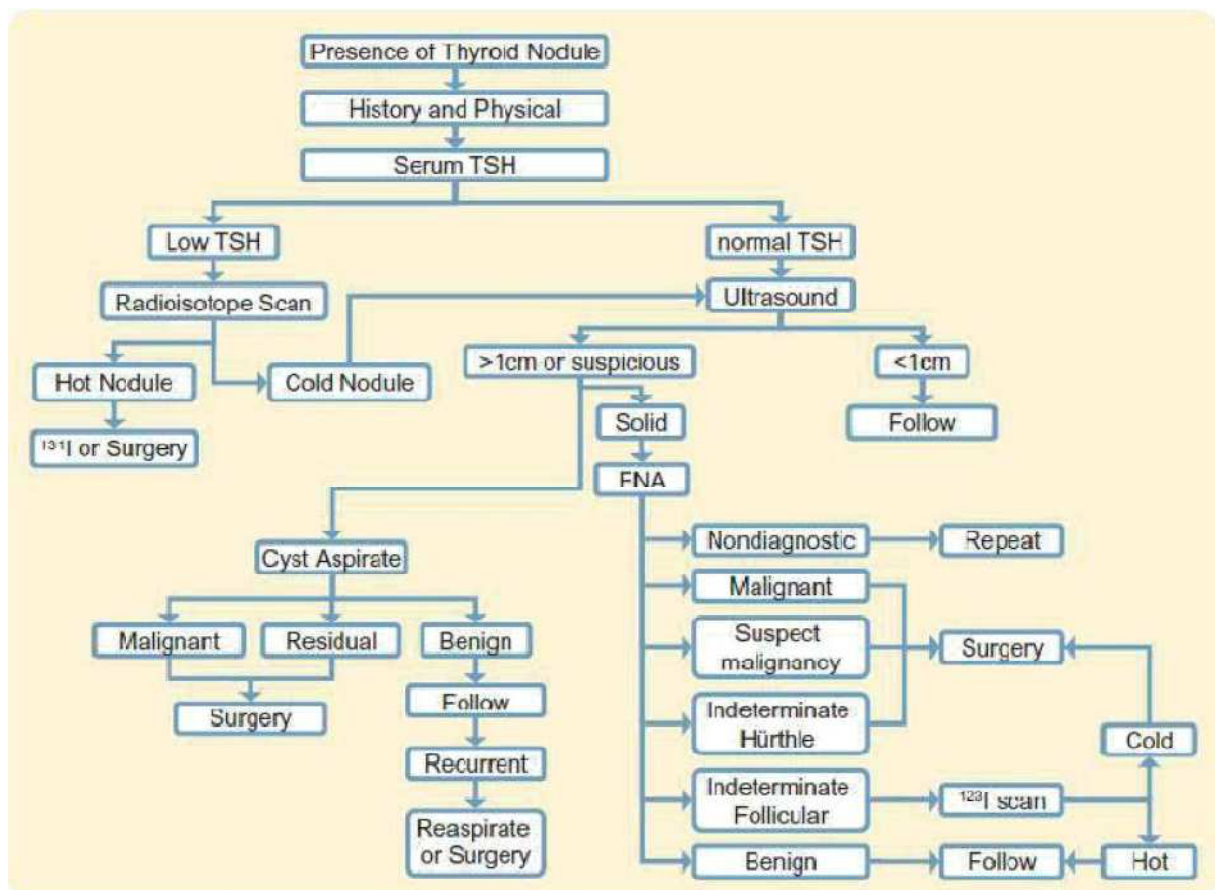 Presence of Thyroid Nodule
History and Physical
Serum TSH
Low TSH
normal TSH
Radioisotope Scan
Ultrasound
Hot Nodule
Cold Nodule
>1cm or suspicious
<1cm
¹³¹I or Surgery
Solid
Follow
FNA
Cyst Aspirate
Nondiagnostic
Repeat
Malignant
Malignant
Residual
Benign
Suspect
malignancy
Surgery
Surgery
Follow
Indeterminate
Hürthle
Cold
Recurrent
Indeterminate
Follicular
¹²³I scan
Reaspirate
or Surgery
Benign
Follow
Hot